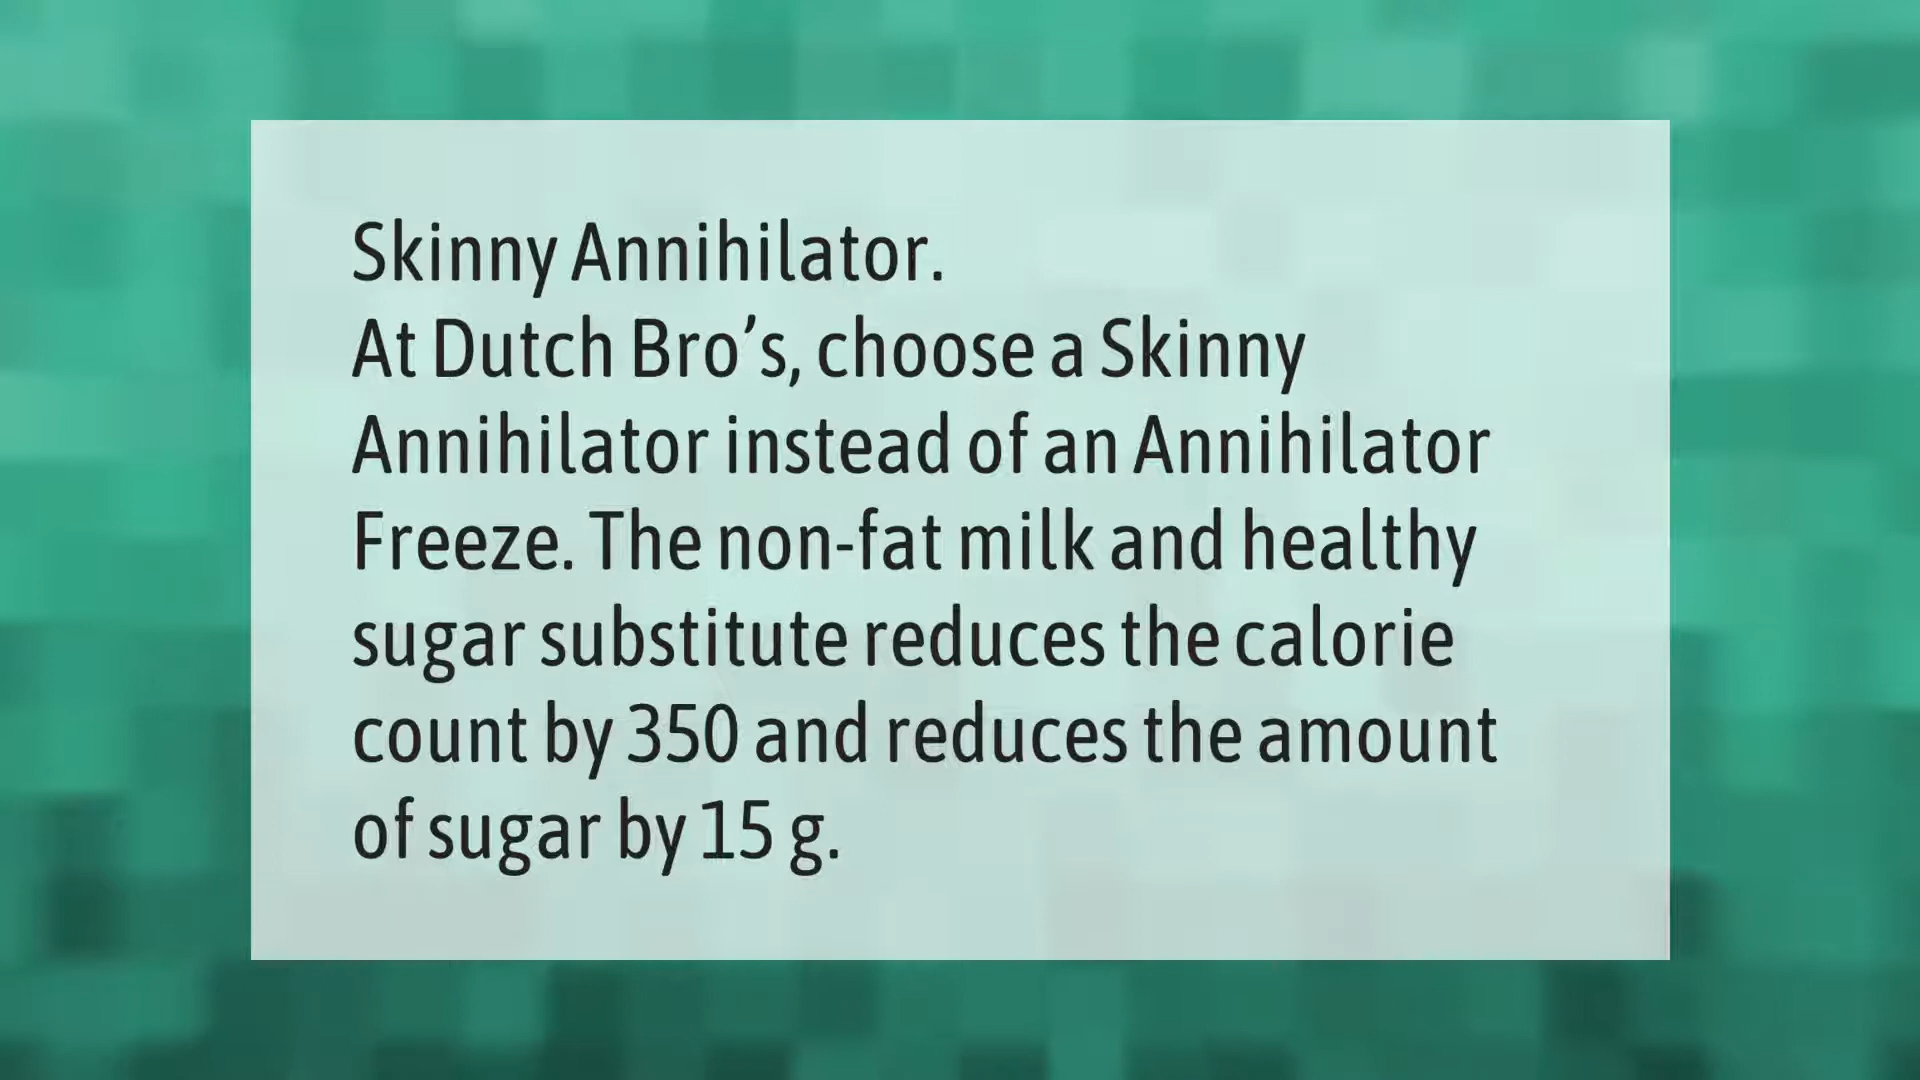 Skinny Annihilator.
At Dutch Bro’s, choose a Skinny
Annihilator instead of an Annihilator
Freeze. The non-fat milk and healthy
sugar substitute reduces the calorie
count by 350 and reduces the amount
of sugar by 15 g.